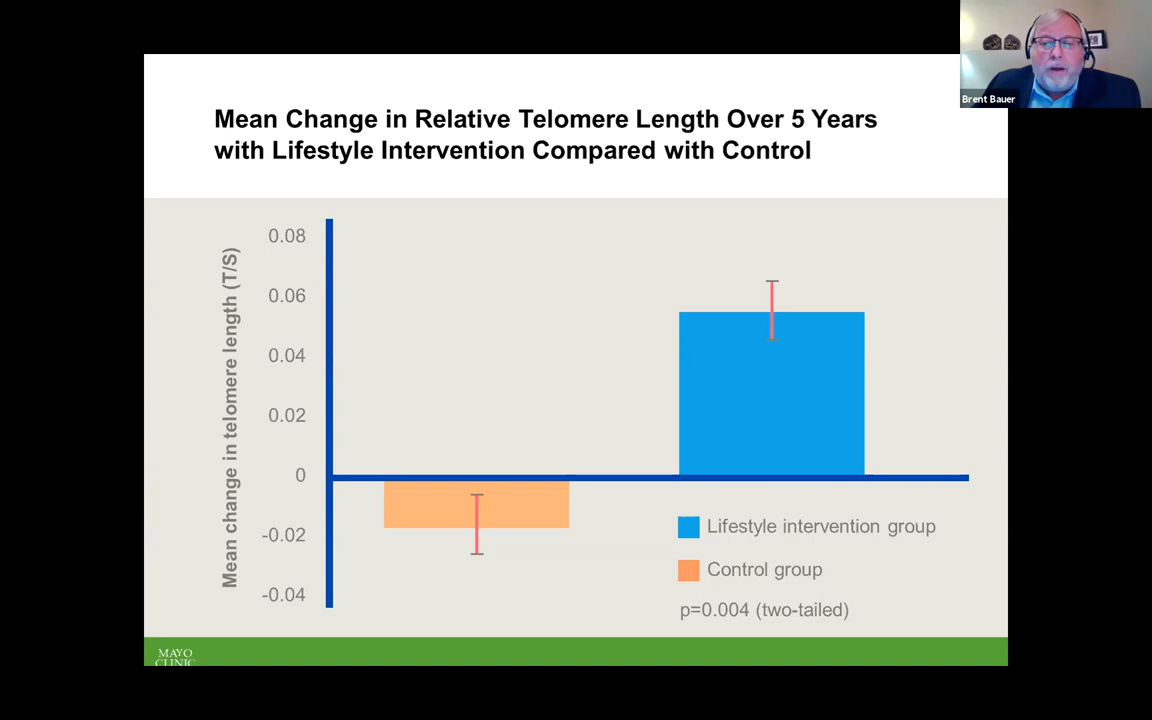 Brent Bauer
Mean Change in Relative Telomere Length Over 5 Years
with Lifestyle Intervention Compared with Control
Mean change in telomere length (T/S)
0.08
0.06
0.04
0.02
0
-0.02
-0.04
Lifestyle intervention group
Control group
p=0.004 (two-tailed)
MAYO
CLINIC